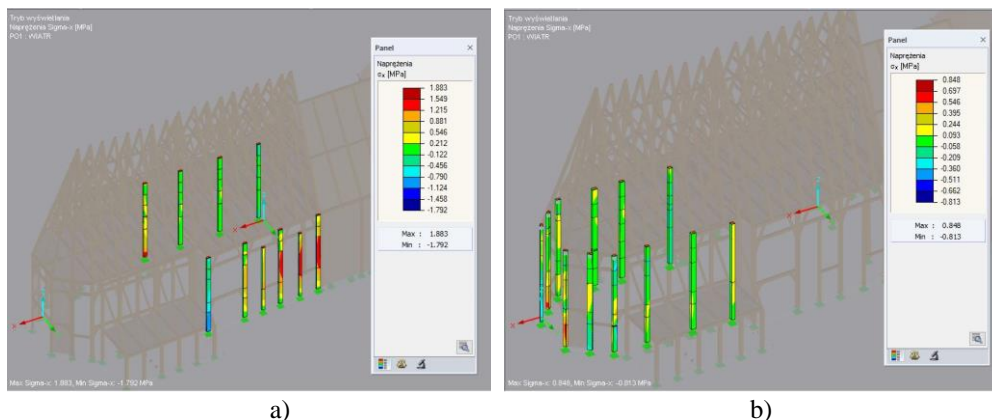 Tryb wyświetlania
Naprężenia Sigma-x [MPa]
PO1 : WIATR
Panel
Naprężenia
σx [MPa]
1.883
1.549
1.215
0.881
0.546
0.212
-0.122
-0.456
-0.790
-1.124
-1.458
-1.792
Max : 1.883
Min : -1.792
x
x
Max Sigma-x: 1.883, Min Sigma-x: -1.792 MPa
a)
Tryb wyświetlania
Naprężenia Sigma-x [MPa]
PO1 : WIATR
Panel
Naprężenia
σx [MPa]
0.848
0.697
0.546
0.395
0.244
0.093
-0.058
-0.209
-0.360
-0.511
-0.662
-0.813
Max : 0.848
Min : -0.813
x
x
Max Sigma-x: 0.848, Min Sigma-x: -0.813 MPa
b)